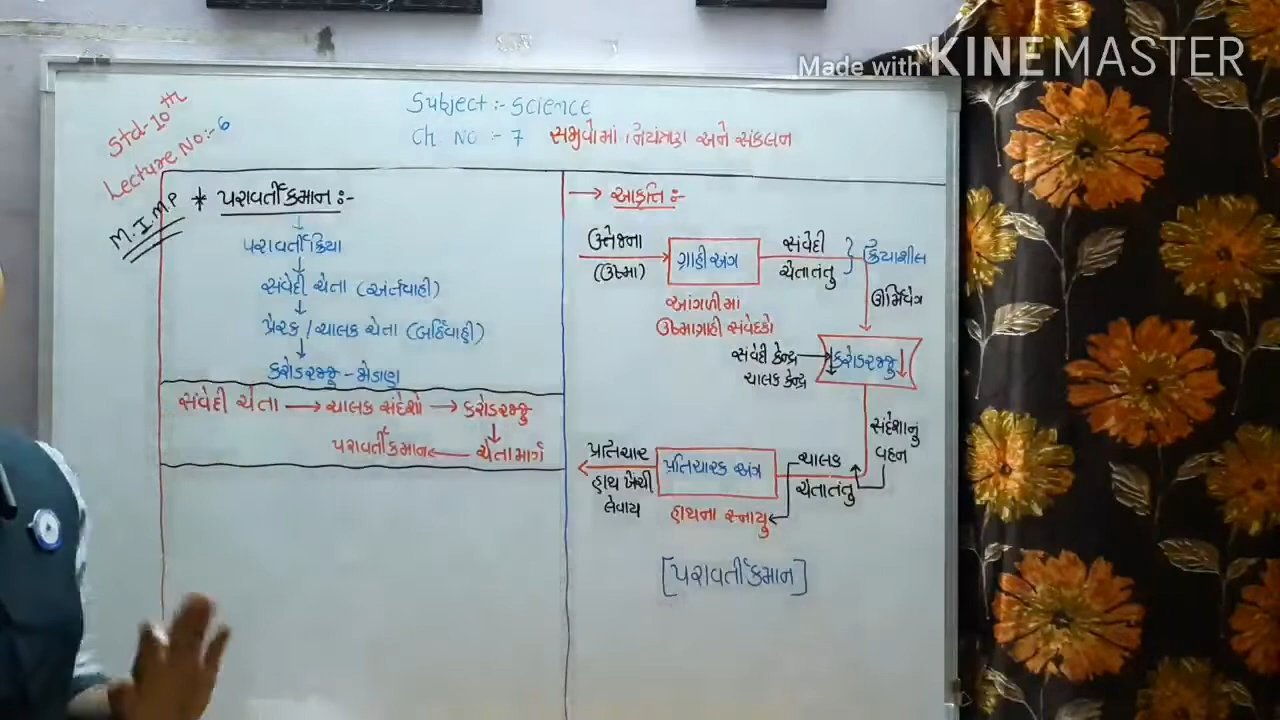 Made with KINEMASTER
Std-10th
Lecture No:- 6
Subject :- Science
Ch No :- 7 સજીવોમાં નિયંત્રણ અને સંકલન
M.I.M.P * પરાવર્તી કમાન :-
પરાવર્તી ક્રિયા
સંવેદી ચેતા (અંર્તવાહી)
પ્રેરક / ચાલક ચેતા (બર્હિવાહી)
કરોડરજ્જુ - જોડાણ
સંવેદી ચેતા → ચાલક સંદેશો → કરોડરજ્જુ
પરાવર્તી કમાન ← ચેતામાર્ગ
→ આકૃતિ :-
ઉત્તેજના
(ઉષ્મા)
ગ્રાહી અંગ
સંવેદી
ચેતાતંતુ
ક્રિયાશીલ
ઊર્મિવેગ
આંગળીમાં
ઉષ્માગ્રાહી સંવેદકો
સંવેદી કેન્દ્ર
ચાલક કેન્દ્ર
કરોડરજ્જુ
સંદેશાનું
વહન
ચાલક
ચેતાતંતુ
પ્રતિચારક અંગ
હાથના સ્નાયુ
પ્રતિચાર
હાથ ખેંચી
લેવાય
[પરાવર્તી કમાન]